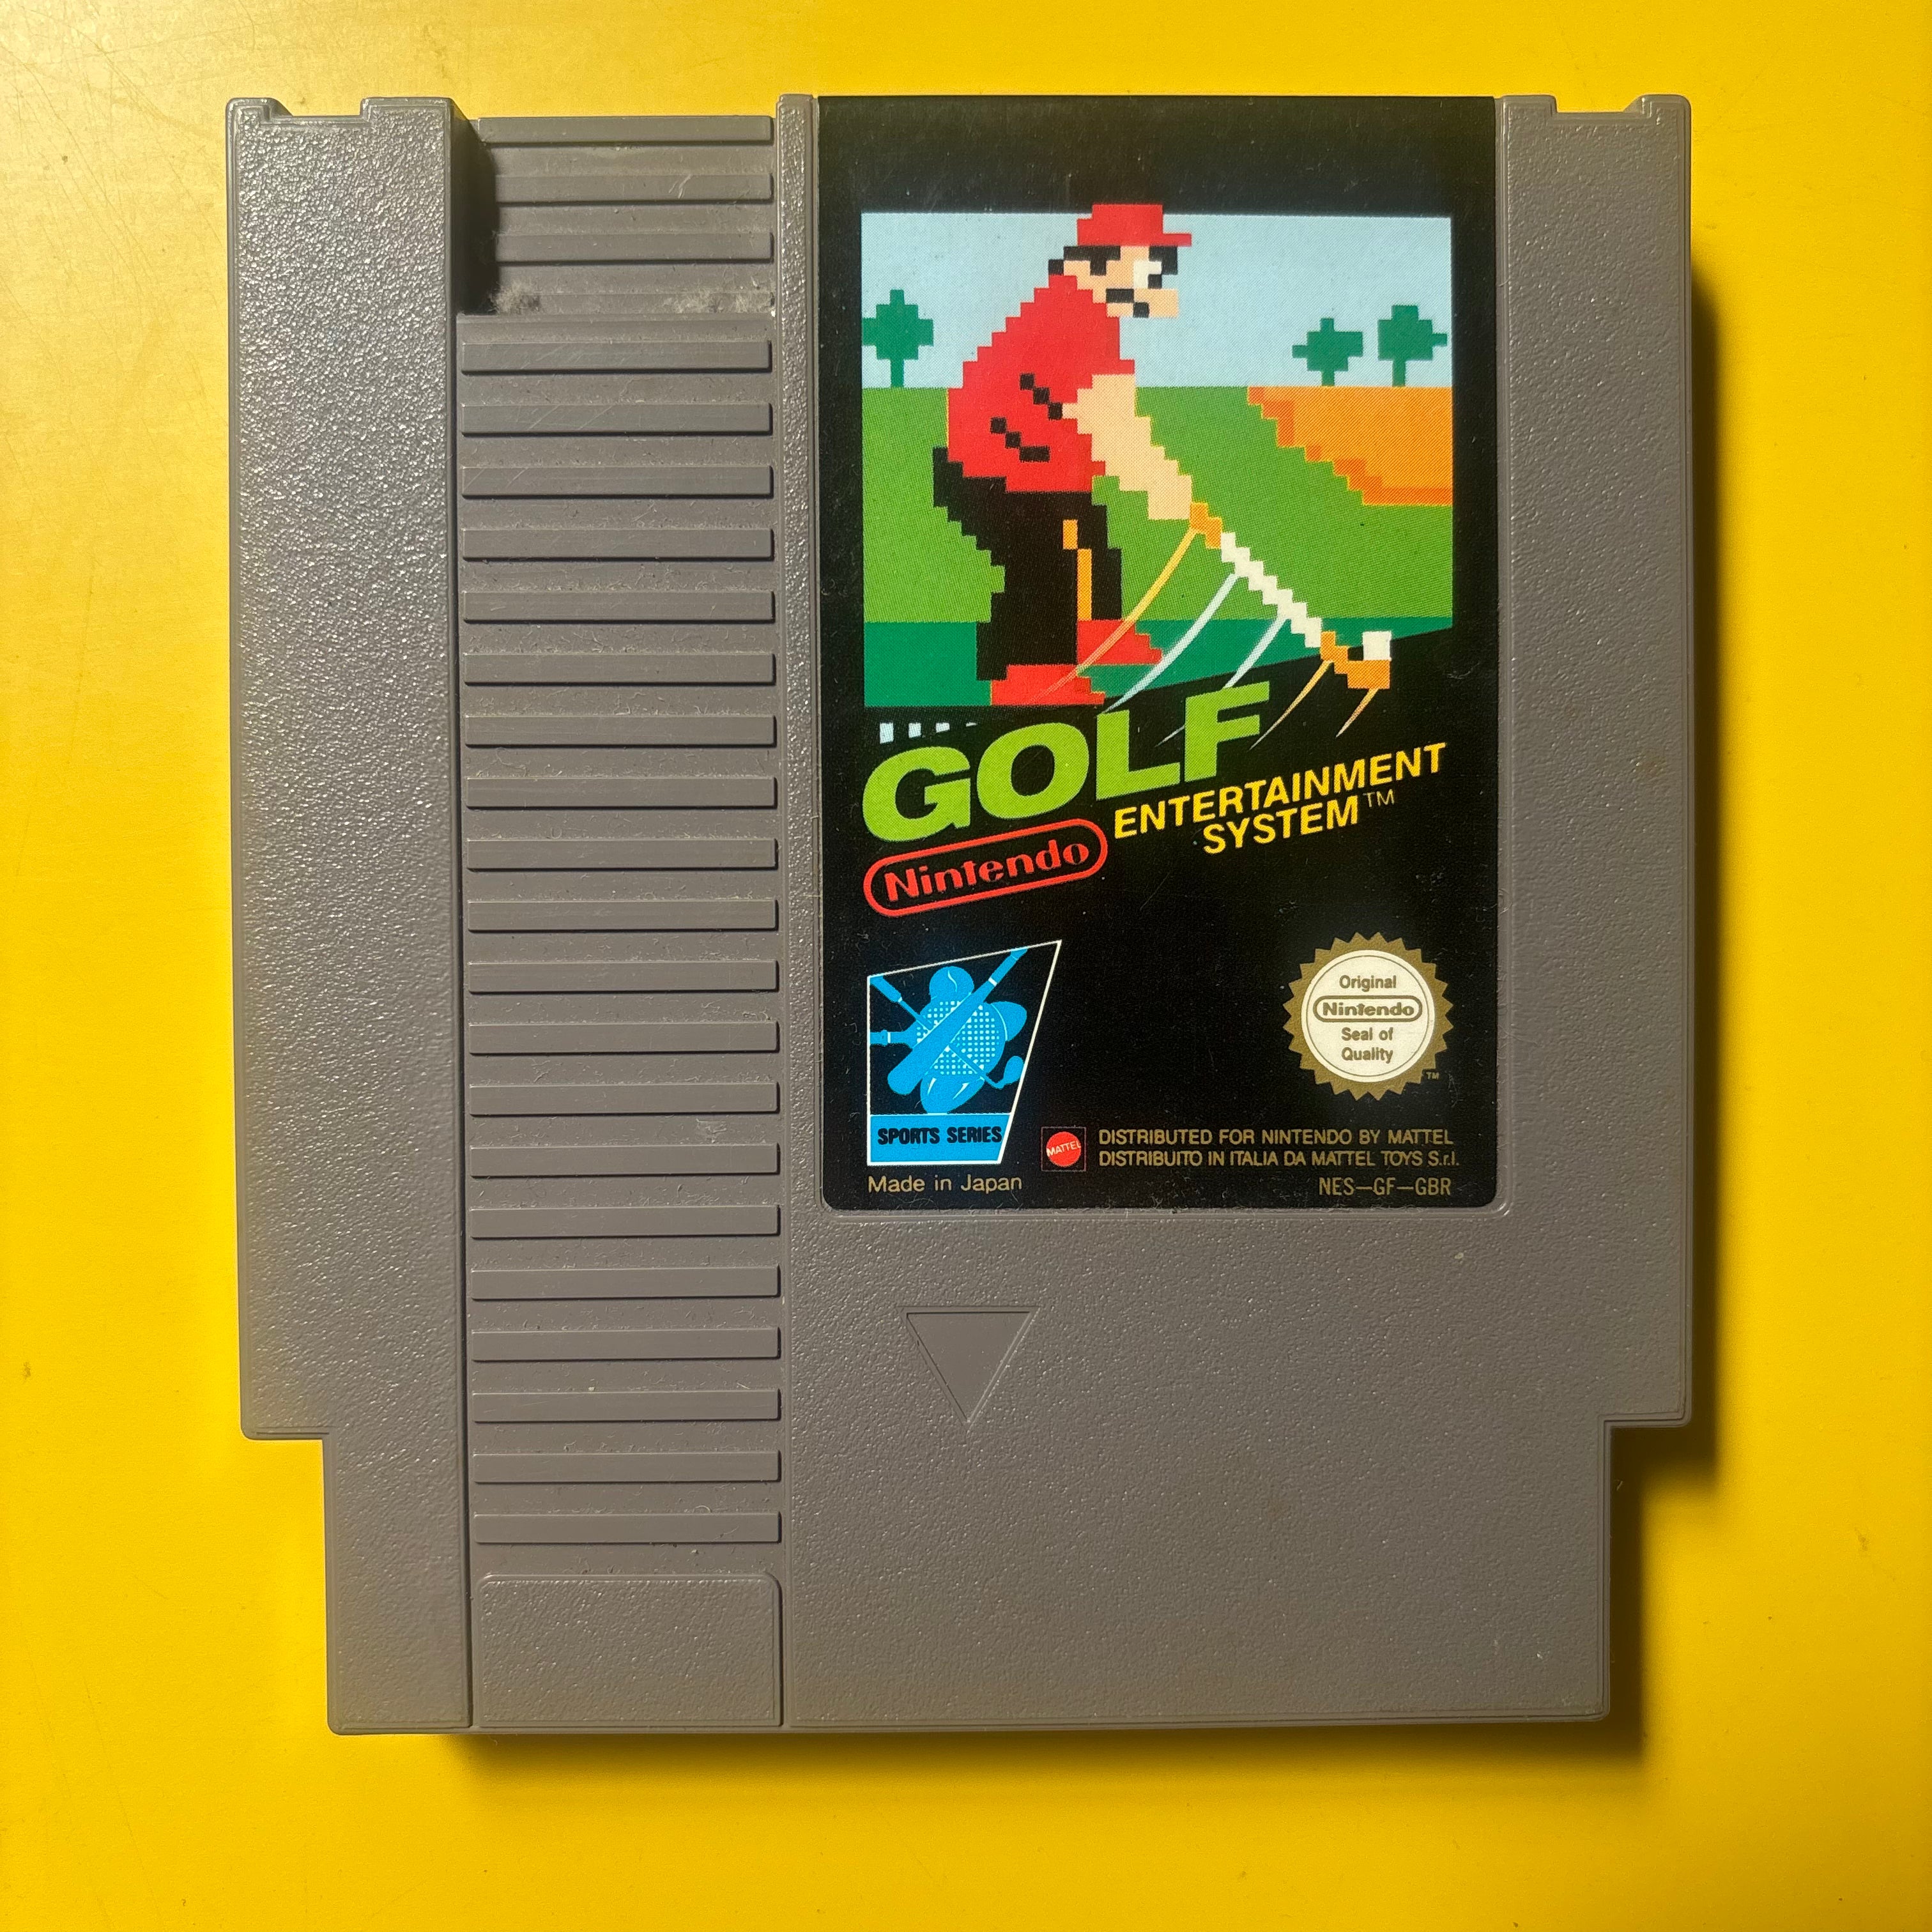 GOLF
Nintendo
ENTERTAINMENT
SYSTEM™
Original
Nintendo
Seal of
Quality
™
SPORTS SERIES
MATTEL
DISTRIBUTED FOR NINTENDO BY MATTEL
DISTRIBUITO IN ITALIA DA MATTEL TOYS S.r.l.
Made in Japan
NES–GF–GBR